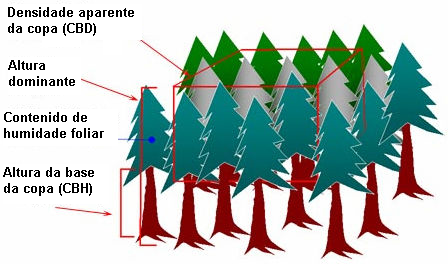 Densidade aparente
da copa (CBD)
Altura
dominante
Contenido de
humidade foliar
Altura da base
da copa (CBH)